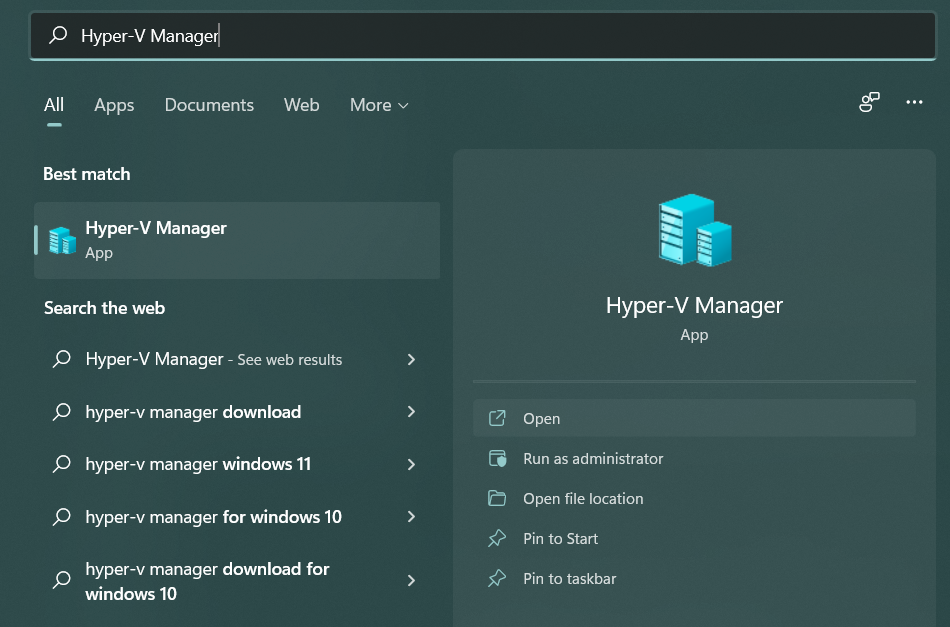 Hyper-V Manager
All Apps Documents Web More
Best match
Hyper-V Manager
App
Search the web
Hyper-V Manager - See web results
hyper-v manager download
hyper-v manager windows 11
hyper-v manager for windows 10
hyper-v manager download for
windows 10
Hyper-V Manager
App
Open
Run as administrator
Open file location
Pin to Start
Pin to taskbar